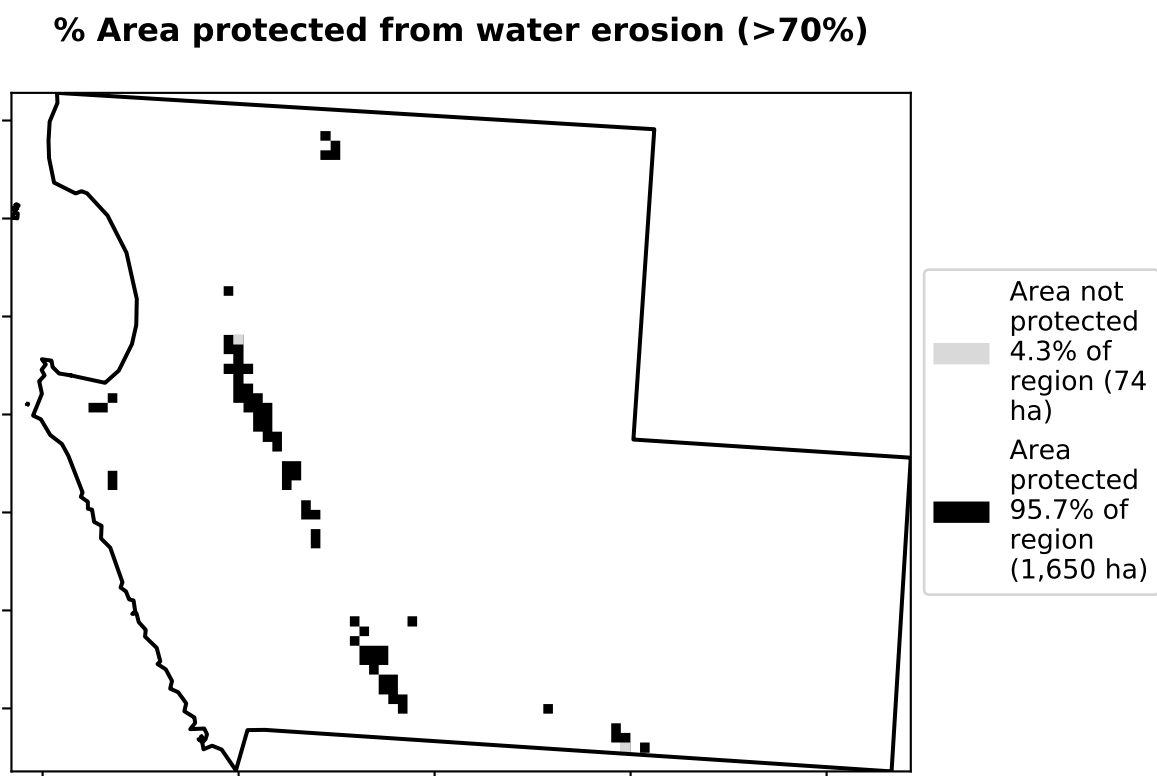 % Area protected from water erosion (>70%)
Area not
protected
4.3% of
region (74
ha)
Area
protected
95.7% of
region
(1,650 ha)